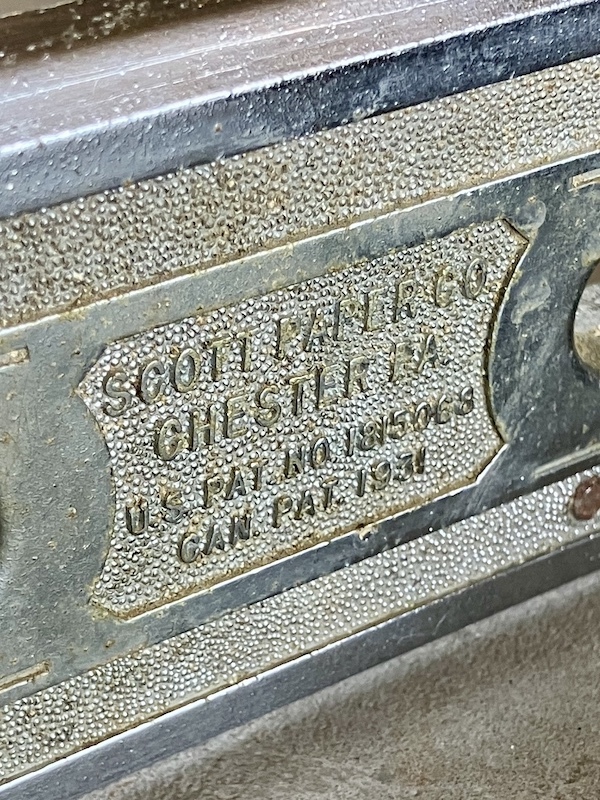 SCOTT PAPER CO.
CHESTER PA
U.S. PAT. NO. 1815068
CAN. PAT. 1931